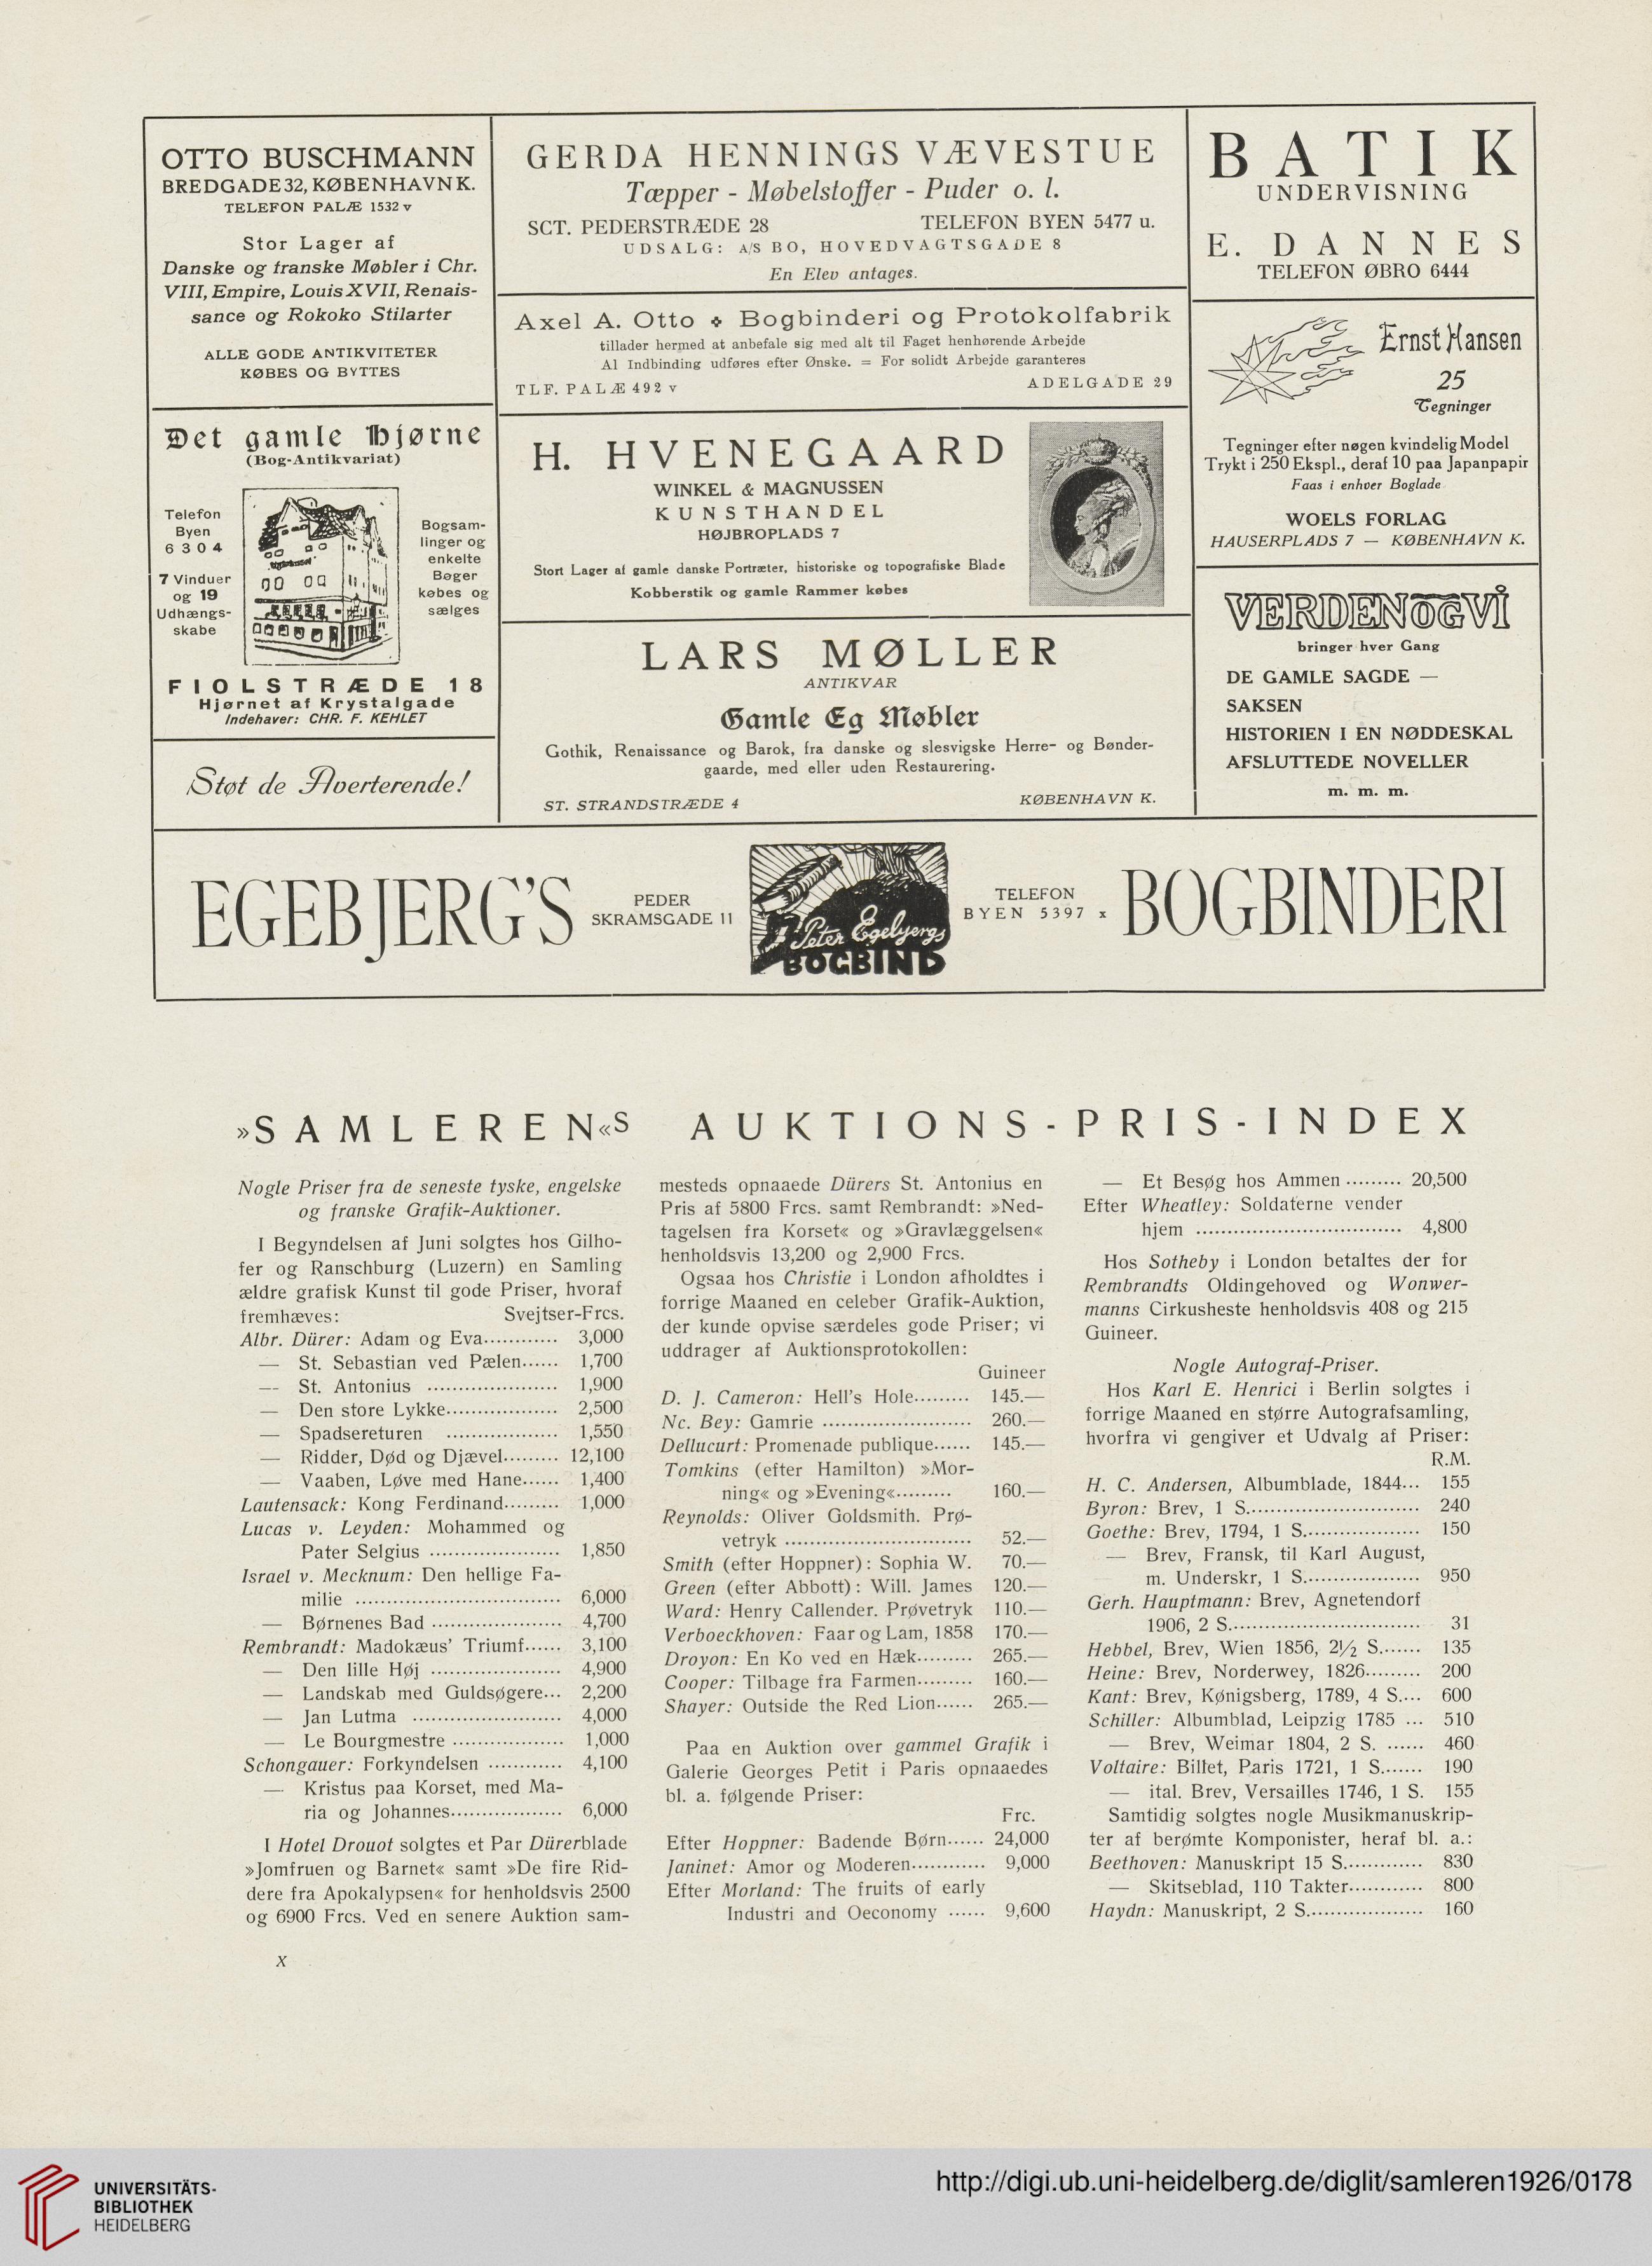 OTTO BUSCHMANN
BREDGADE 32, KØBENHAVN K.
TELEFON PALÆ 1532 v
Stor Lager af
Danske og franske Møbler i Chr.
VIII, Empire, Louis XVII, Renais-
sance og Rokoko Stilarter
ALLE GODE ANTIKVITETER
KØBES OG BYTTES
Det gamle Hjørne
(Bog-Antikvariat)
Telefon
Byen
6304
7 Vinduer
og 19
Udhængs-
skabe
Bogsam-
linger og
enkelte
Bøger
købes og
sælges
FIOLSTRÆDE 18
Hjørnet af Krystalgade
Indehaver: CHR. F. KEHLET
Støt de Averterende!
GERDA HENNINGS VÆVESTUE
Tæpper - Møbelstoffer - Puder o. l.
SCT. PEDERSTRÆDE 28 TELEFON BYEN 5477 u.
UDSALG: A/S BO, HOVEDVAGTSGADE 8
En Elev antages.
Axel A. Otto Bogbinderi og Protokolfabrik
tillader hermed at anbefale sig med alt til Faget henhørende Arbejde
Al Indbinding udføres efter Ønske. = For solidt Arbejde garanteres
TLF. PALÆ 492 v ADELGADE 29
H. HVENEGAARD
WINKEL & MAGNUSSEN
KUNSTHANDEL
HØJBROPLADS 7
Stort Lager af gamle danske Portræter, historiske og topografiske Blade
Kobberstik og gamle Rammer købes
LARS MØLLER
ANTIKVAR
Gamle Eg Møbler
Gothik, Renaissance og Barok, fra danske og slesvigske Herre- og Bønder-
gaarde, med eller uden Restaurering.
ST. STRANDSTRÆDE 4 KØBENHAVN K.
BATIK
UNDERVISNING
E. DANNES
TELEFON ØBRO 6444
Ernst Hansen
25
Tegninger
Tegninger efter nøgen kvindelig Model
Trykt i 250 Ekspl., deraf 10 paa Japanpapir
Faas i enhver Boglade
WOELS FORLAG
HAUSERPLADS 7 — KØBENHAVN K.
VERDEN OG VI
bringer hver Gang
DE GAMLE SAGDE —
SAKSEN
HISTORIEN I EN NØDDESKAL
AFSLUTTEDE NOVELLER
m. m. m.
EGEBJERG'S
PEDER
SKRAMSGADE 11
Peter Egebjergs
BOGBIND
TELEFON
BYEN 5397 x
BOGBINDERI
»SAMLEREN«S AUKTIONS-PRIS-INDEX
Nogle Priser fra de seneste tyske, engelske
og franske Grafik-Auktioner.
I Begyndelsen af Juni solgtes hos Gilho-
fer og Ranschburg (Luzern) en Samling
ældre grafisk Kunst til gode Priser, hvoraf
fremhæves: Svejtser-Frcs.
Albr. Dürer: Adam og Eva............ 3,000
— St. Sebastian ved Pælen...... 1,700
— St. Antonius ..................... 1,900
— Den store Lykke.................. 2,500
— Spadsereturen .................. 1,550
— Ridder, Død og Djævel......... 12,100
— Vaaben, Løve med Hane...... 1,400
Lautensack: Kong Ferdinand......... 1,000
Lucas v. Leyden: Mohammed og
Pater Selgius ..................... 1,850
Israel v. Mecknum: Den hellige Fa-
milie ................................. 6,000
— Børnenes Bad ..................... 4,700
Rembrandt: Madokæus' Triumf...... 3,100
— Den lille Høj ..................... 4,900
— Landskab med Guldsøgere... 2,200
— Jan Lutma ........................ 4,000
— Le Bourgmestre .................. 1,000
Schongauer: Forkyndelsen ............ 4,100
— Kristus paa Korset, med Ma-
ria og Johannes.................. 6,000
I Hotel Drouot solgtes et Par Dürerblade
»Jomfruen og Barnet« samt »De fire Rid-
dere fra Apokalypsen« for henholdsvis 2500
og 6900 Frcs. Ved en senere Auktion sam-
x
mesteds opnaaede Dürers St. Antonius en
Pris af 5800 Frcs. samt Rembrandt: »Ned-
tagelsen fra Korset« og »Gravlæggelsen«
henholdsvis 13,200 og 2,900 Frcs.
Ogsaa hos Christie i London afholdtes i
forrige Maaned en celeber Grafik-Auktion,
der kunde opvise særdeles gode Priser; vi
uddrager af Auktionsprotokollen:
Guineer
D. J. Cameron: Hell's Hole......... 145.—
Nc. Bey: Gamrie ........................ 260.—
Dellucurt: Promenade publique...... 145.—
Tomkins (efter Hamilton) »Mor-
ning« og »Evening«......... 160.—
Reynolds: Oliver Goldsmith. Prø-
vetryk .............................. 52.—
Smith (efter Hoppner): Sophia W. 70.—
Green (efter Abbott): Will. James 120.—
Ward: Henry Callender. Prøvetryk 110.—
Verboeckhoven: Faar og Lam, 1858 170.—
Droyon: En Ko ved en Hæk......... 265.—
Cooper: Tilbage fra Farmen......... 160.—
Shayer: Outside the Red Lion...... 265.—
Paa en Auktion over gammel Grafik i
Galerie Georges Petit i Paris opnaaedes
bl. a. følgende Priser:
Frc.
Efter Hoppner: Badende Børn...... 24,000
Janinet: Amor og Moderen............ 9,000
Efter Morland: The fruits of early
Industri and Oeconomy ...... 9,600
— Et Besøg hos Ammen ......... 20,500
Efter Wheatley: Soldaterne vender
hjem ................................. 4,800
Hos Sotheby i London betaltes der for
Rembrandts Oldingehoved og Wonwer-
manns Cirkusheste henholdsvis 408 og 215
Guineer.
Nogle Autograf-Priser.
Hos Karl E. Henrici i Berlin solgtes i
forrige Maaned en større Autografsamling,
hvorfra vi gengiver et Udvalg af Priser:
R.M.
H. C. Andersen, Albumblade, 1844... 155
Byron: Brev, 1 S............................ 240
Goethe: Brev, 1794, 1 S................... 150
— Brev, Fransk, til Karl August,
m. Underskr, 1 S.................. 950
Gerh. Hauptmann: Brev, Agnetendorf
1906, 2 S............................... 31
Hebbel, Brev, Wien 1856, 2½ S....... 135
Heine: Brev, Norderwey, 1826......... 200
Kant: Brev, Kønigsberg, 1789, 4 S.... 600
Schiller: Albumblad, Leipzig 1785 ... 510
— Brev, Weimar 1804, 2 S. ...... 460
Voltaire: Billet, Paris 1721, 1 S....... 190
— ital. Brev, Versailles 1746, 1 S. 155
Samtidig solgtes nogle Musikmanuskrip-
ter af berømte Komponister, heraf bl. a.:
Beethoven: Manuskript 15 S............. 830
— Skitseblad, 110 Takter............ 800
Haydn: Manuskript, 2 S................... 160
UNIVERSITÄTS-
BIBLIOTHEK
HEIDELBERG
http://digi.ub.uni-heidelberg.de/diglit/samleren1926/0178